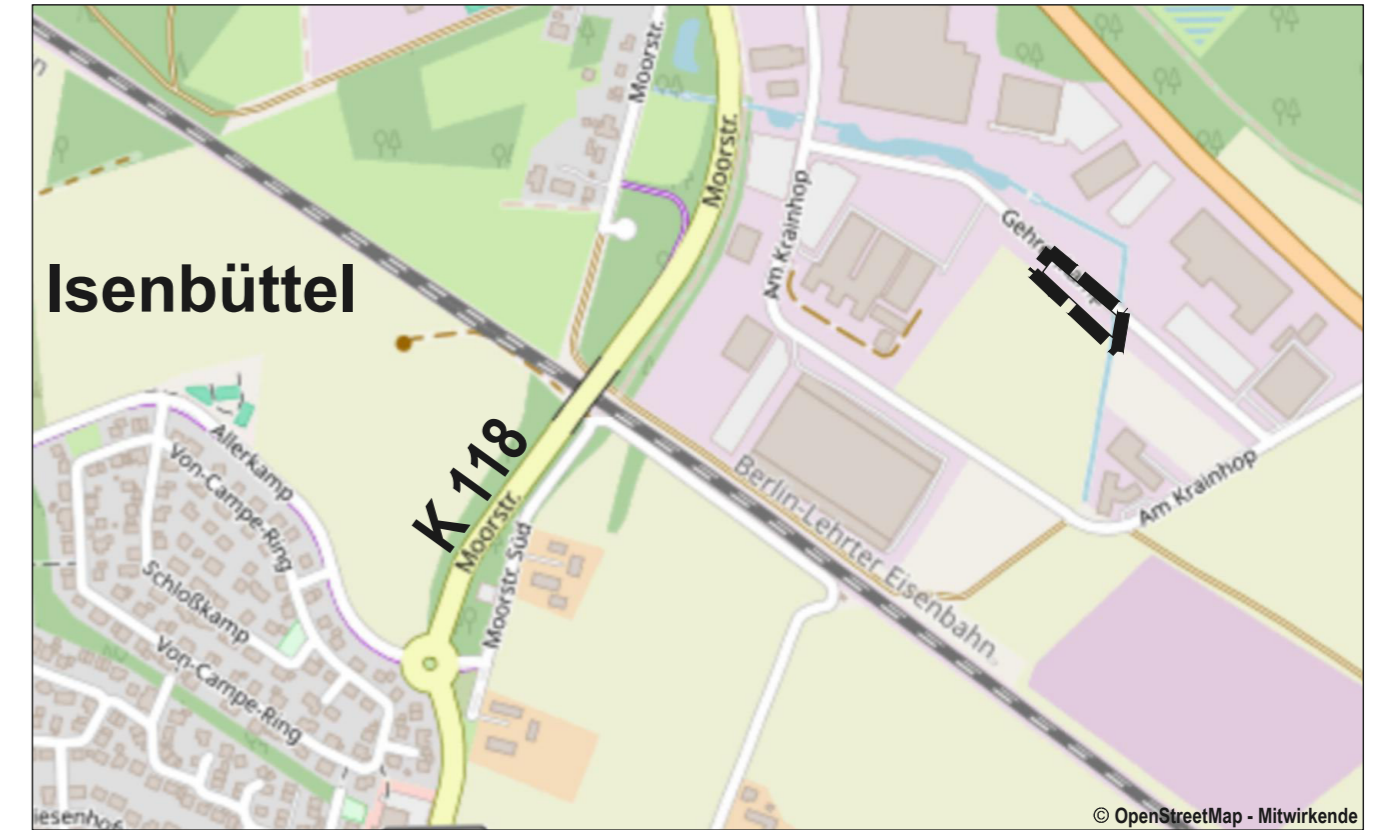 Moorstr.
Moorstr.
Am Krainhop
Isenbüttel
K 118
Moorstr.
Moorstr. Süd
Allerkamp
Von-Campe-Ring
Schloßkamp
Von-Campe-Ring
Berlin-Lehrter Eisenbahn
Am Krainhop
© OpenStreetMap - Mitwirkende